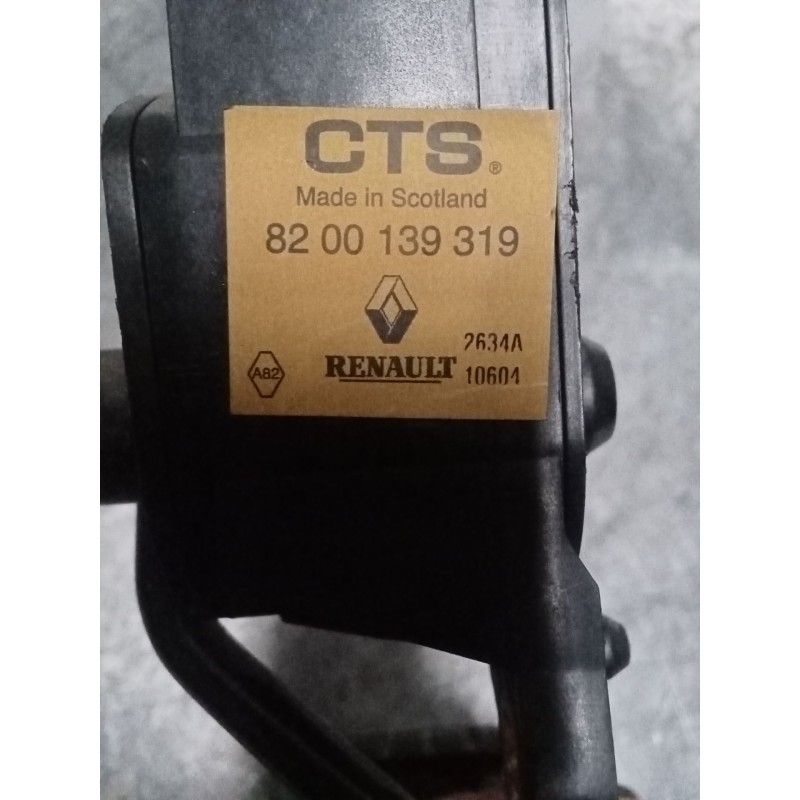 CTS®
Made in Scotland
82 00 139 319
2634A
A82 RENAULT 10604